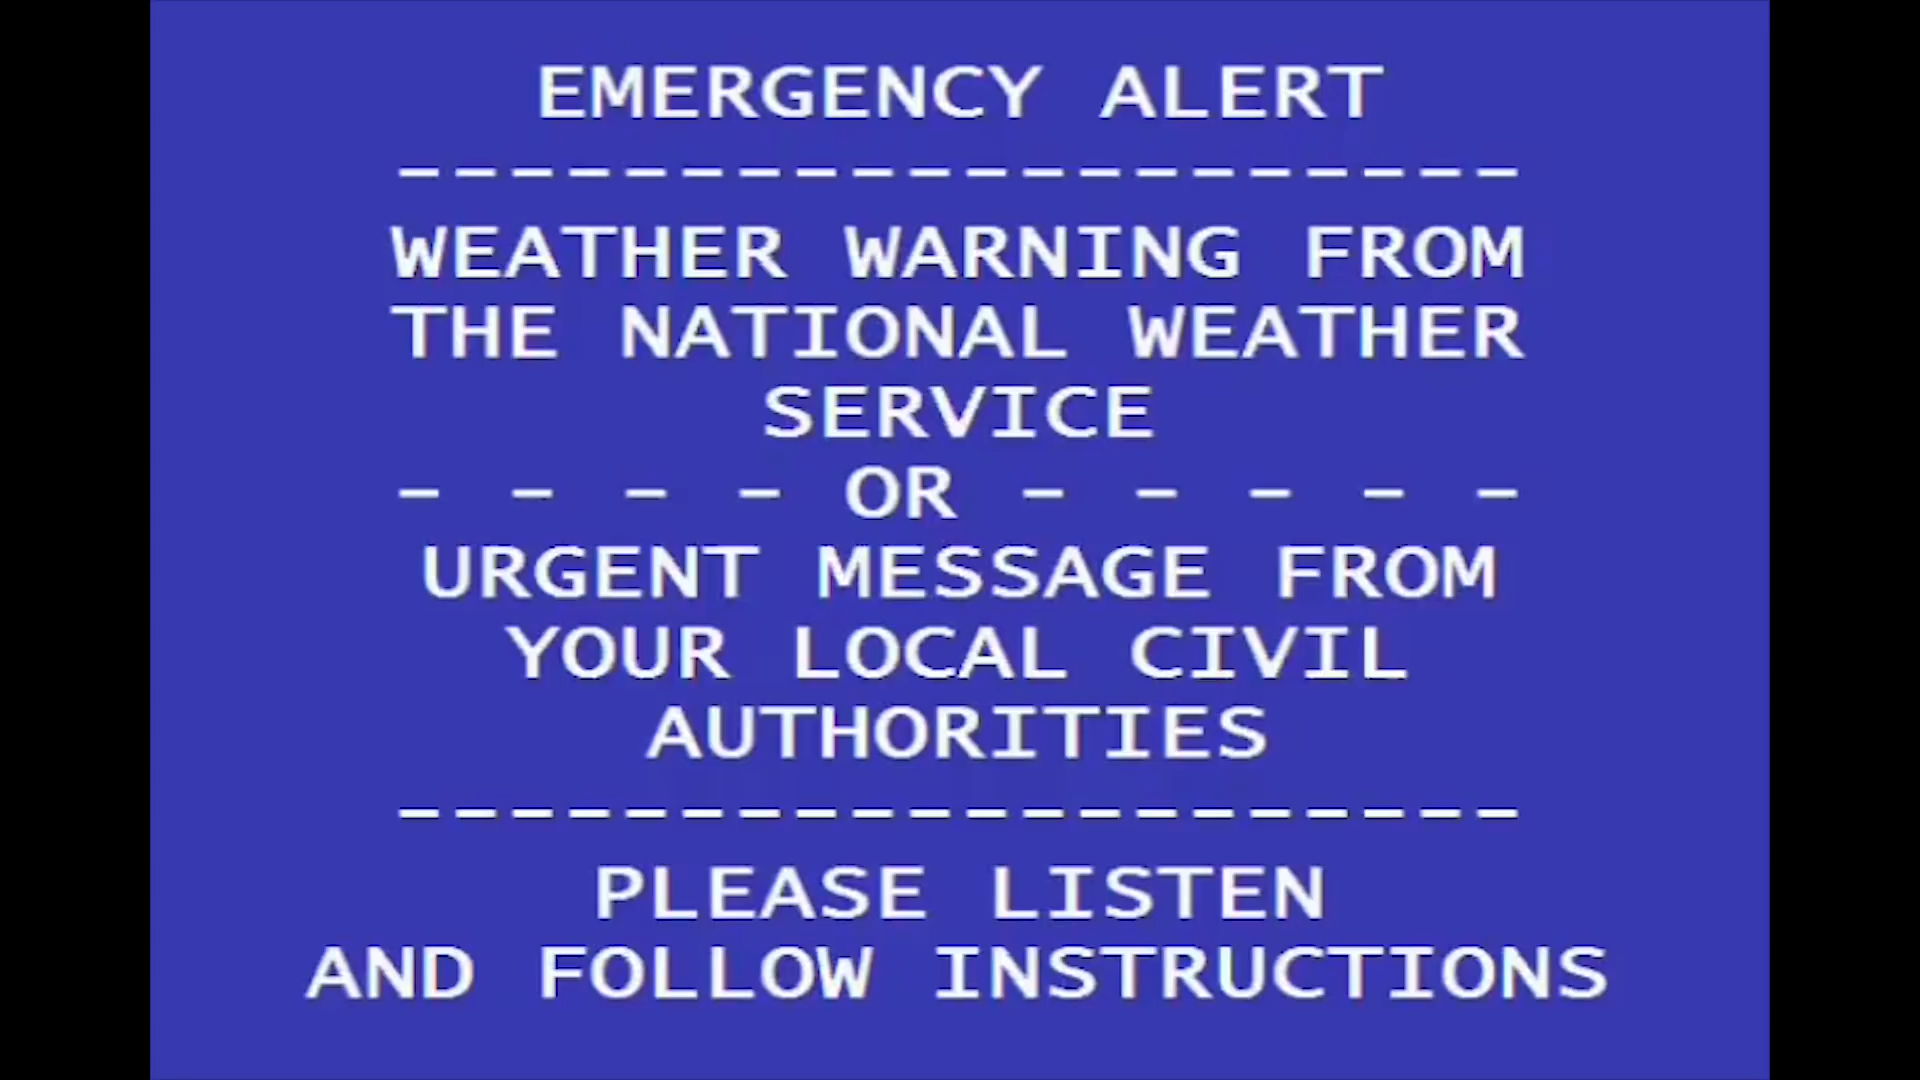 EMERGENCY ALERT
--------------------
WEATHER WARNING FROM
THE NATIONAL WEATHER
SERVICE
- - - - OR - - - - -
URGENT MESSAGE FROM
YOUR LOCAL CIVIL
AUTHORITIES
--------------------
PLEASE LISTEN
AND FOLLOW INSTRUCTIONS